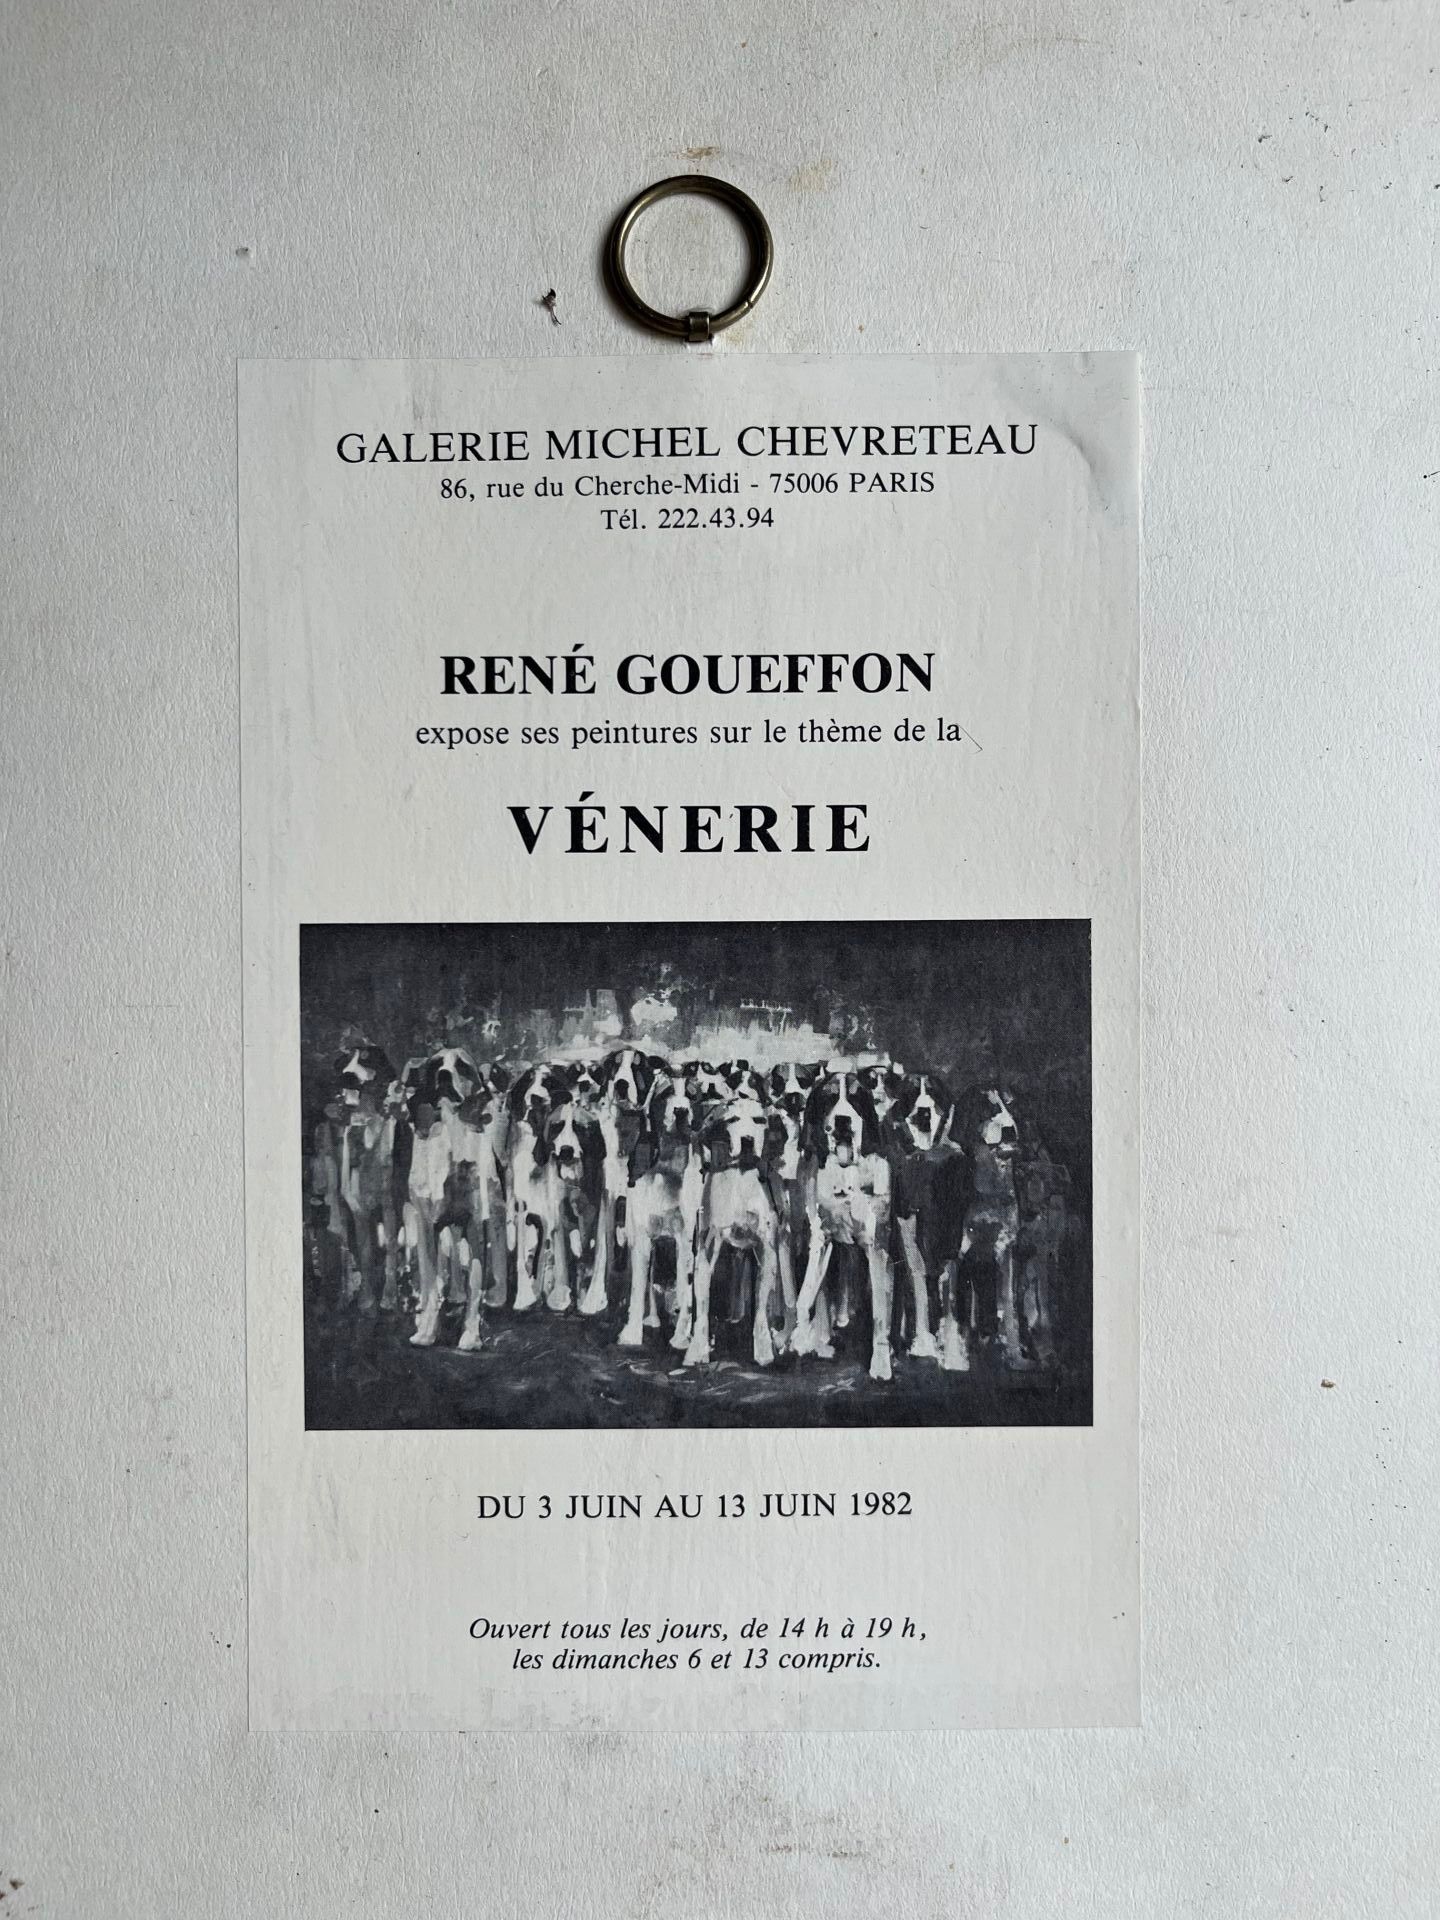 GALERIE MICHEL CHEVRETEAU
86, rue du Cherche-Midi - 75006 PARIS
Tél. 222.43.94
RENÉ GOUEFFON
expose ses peintures sur le thème de la
VÉNERIE
DU 3 JUIN AU 13 JUIN 1982
Ouvert tous les jours, de 14 h à 19 h,
les dimanches 6 et 13 compris.